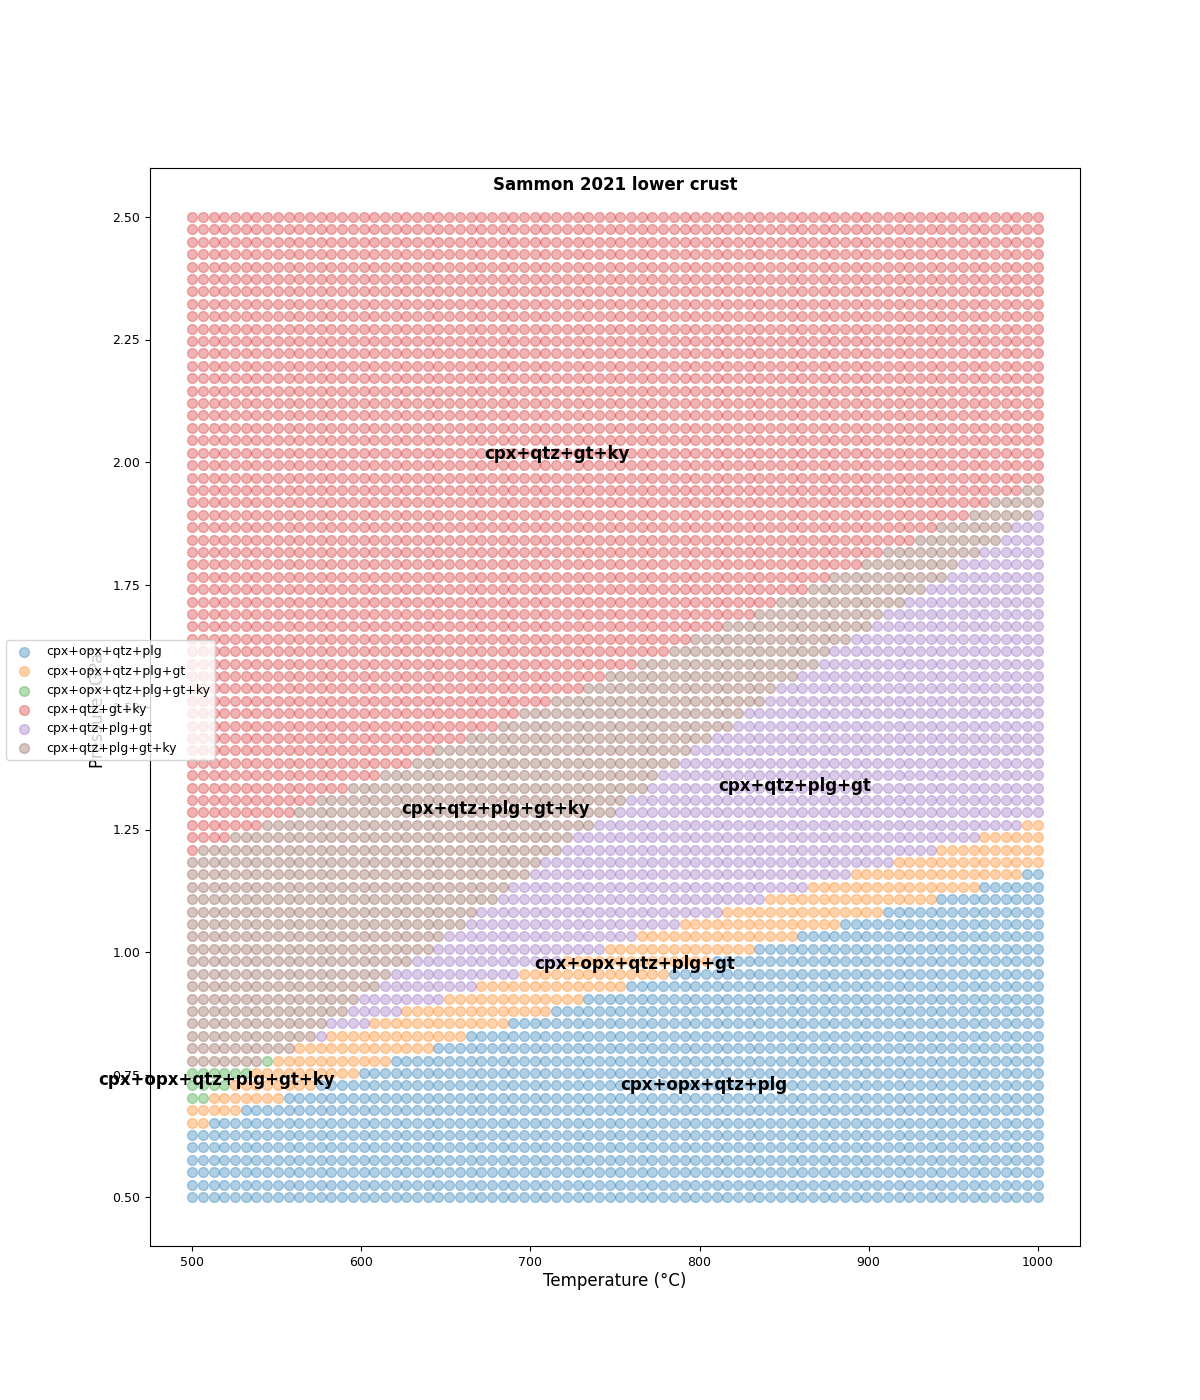 Sammon 2021 lower crust
2.50
2.25
cpx+qtz+gt+ky
2.00
1.75
cpx+opx+qtz+plg
cpx+opx+qtz+plg+gt
cpx+opx+qtz+plg+gt+ky
cpx+qtz+gt+ky
cpx+qtz+plg+gt
cpx+qtz+plg+gt+ky
cpx+qtz+plg+gt
cpx+qtz+plg+gt+ky
1.25
1.00
cpx+opx+qtz+plg+gt
0.75
cpx+opx+qtz+plg+gt+ky
cpx+opx+qtz+plg
0.50
500 600 700 800 900 1000
Temperature (°C)